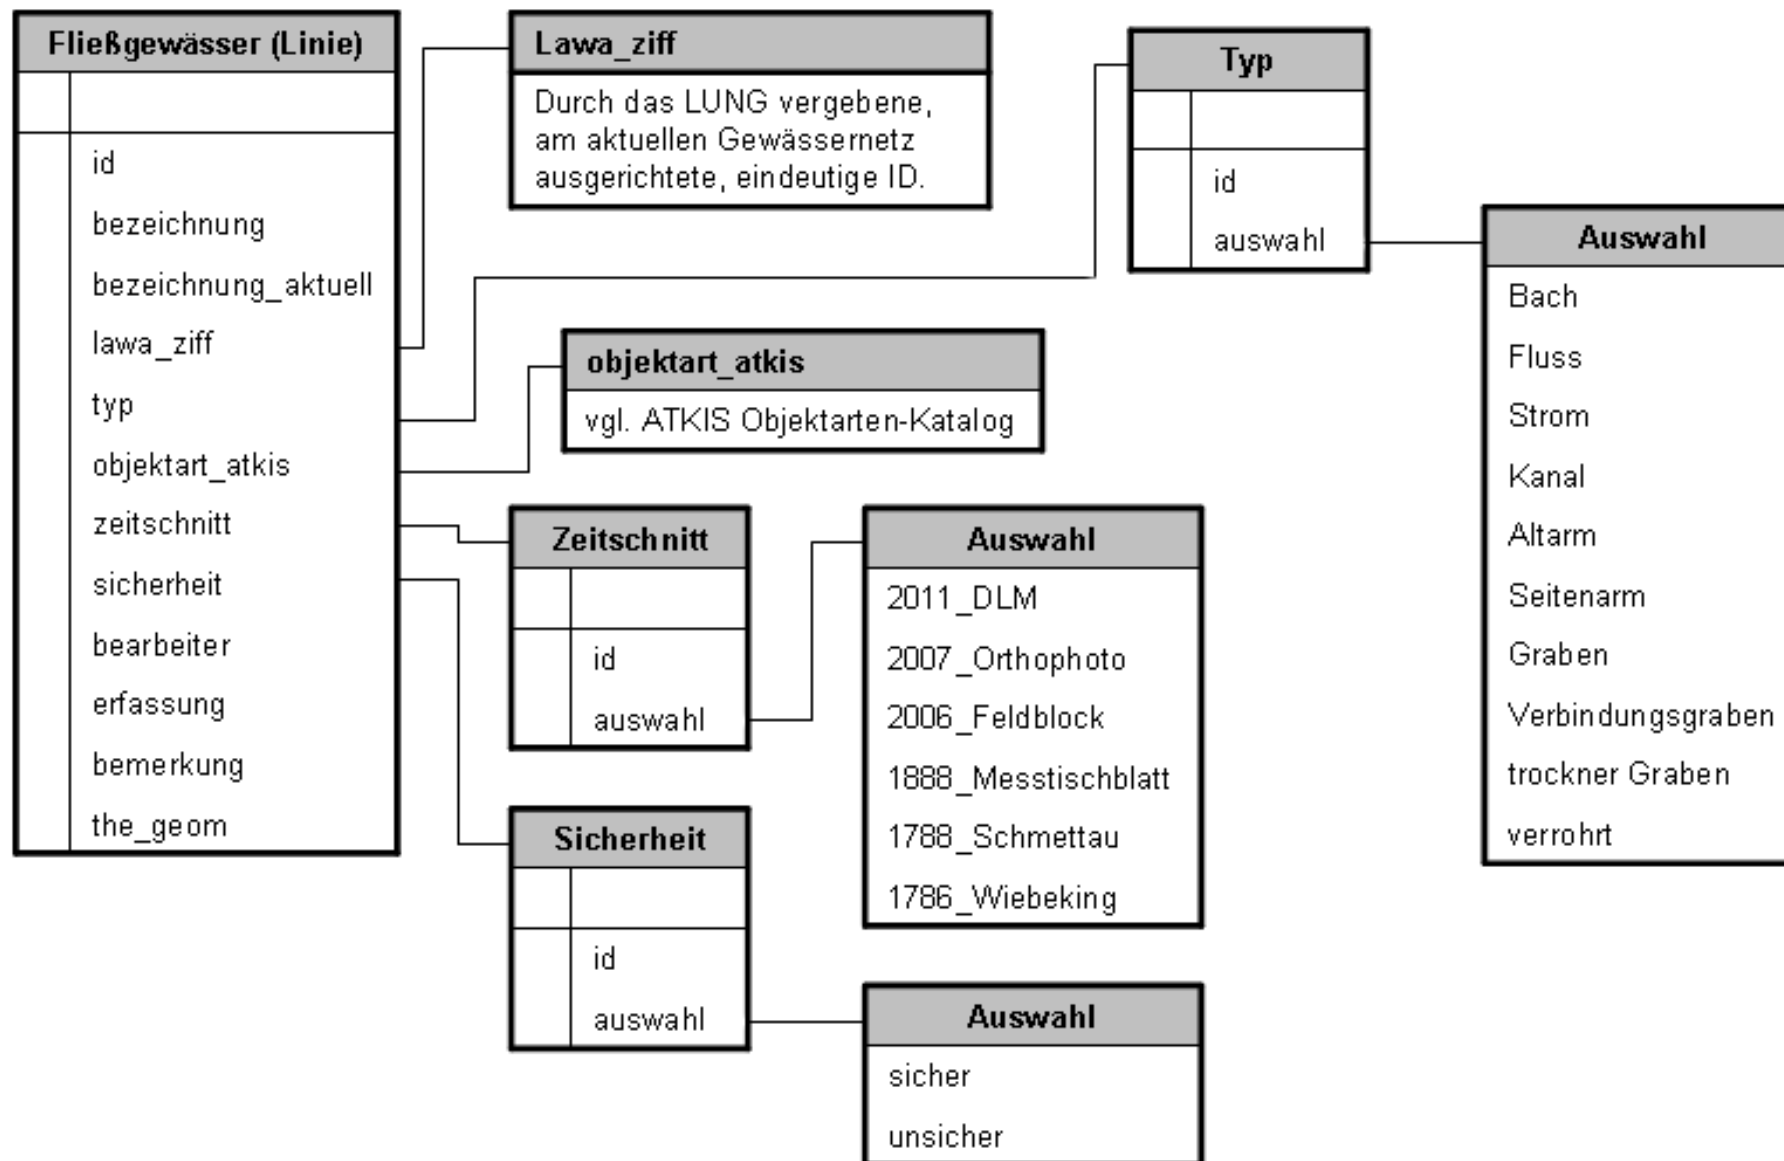 Fließgewässer (Linie)
id
bezeichnung
bezeichnung_aktuell
lawa_ziff
typ
objektart_atkis
zeitschnitt
sicherheit
bearbeiter
erfassung
bemerkung
the_geom
Lawa_ziff
Durch das LUNG vergebene,
am aktuellen Gewässernetz
ausgerichtete, eindeutige ID.
Typ
id
auswahl
Auswahl
Bach
Fluss
Strom
Kanal
Altarm
Seitenarm
Graben
Verbindungsgraben
trockner Graben
verrohrt
objektart_atkis
vgl. ATKIS Objektarten-Katalog
Zeitschnitt
id
auswahl
Auswahl
2011_DLM
2007_Orthophoto
2006_Feldblock
1888_Messtischblatt
1788_Schmettau
1786_Wiebeking
Sicherheit
id
auswahl
Auswahl
sicher
unsicher